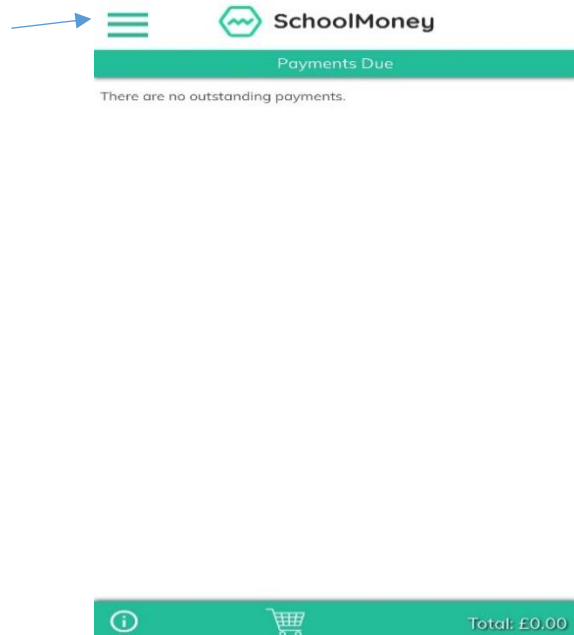 SchoolMoney
Payments Due
There are no outstanding payments.
Total: £0.00